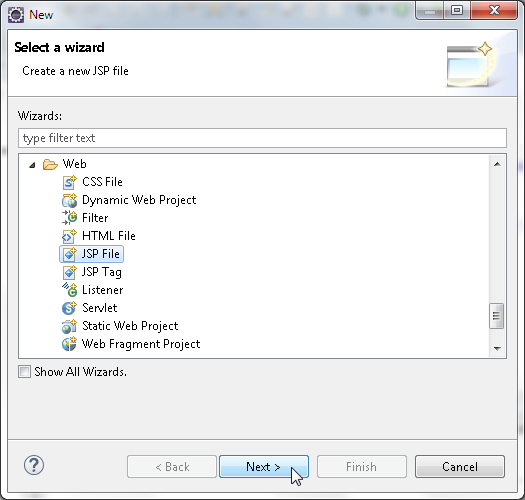 New
Select a wizard
Create a new JSP file
Wizards:
type filter text
Web
CSS File
Dynamic Web Project
Filter
HTML File
JSP File
JSP Tag
Listener
Servlet
Static Web Project
Web Fragment Project
Show All Wizards.
? < Back Next > Finish Cancel